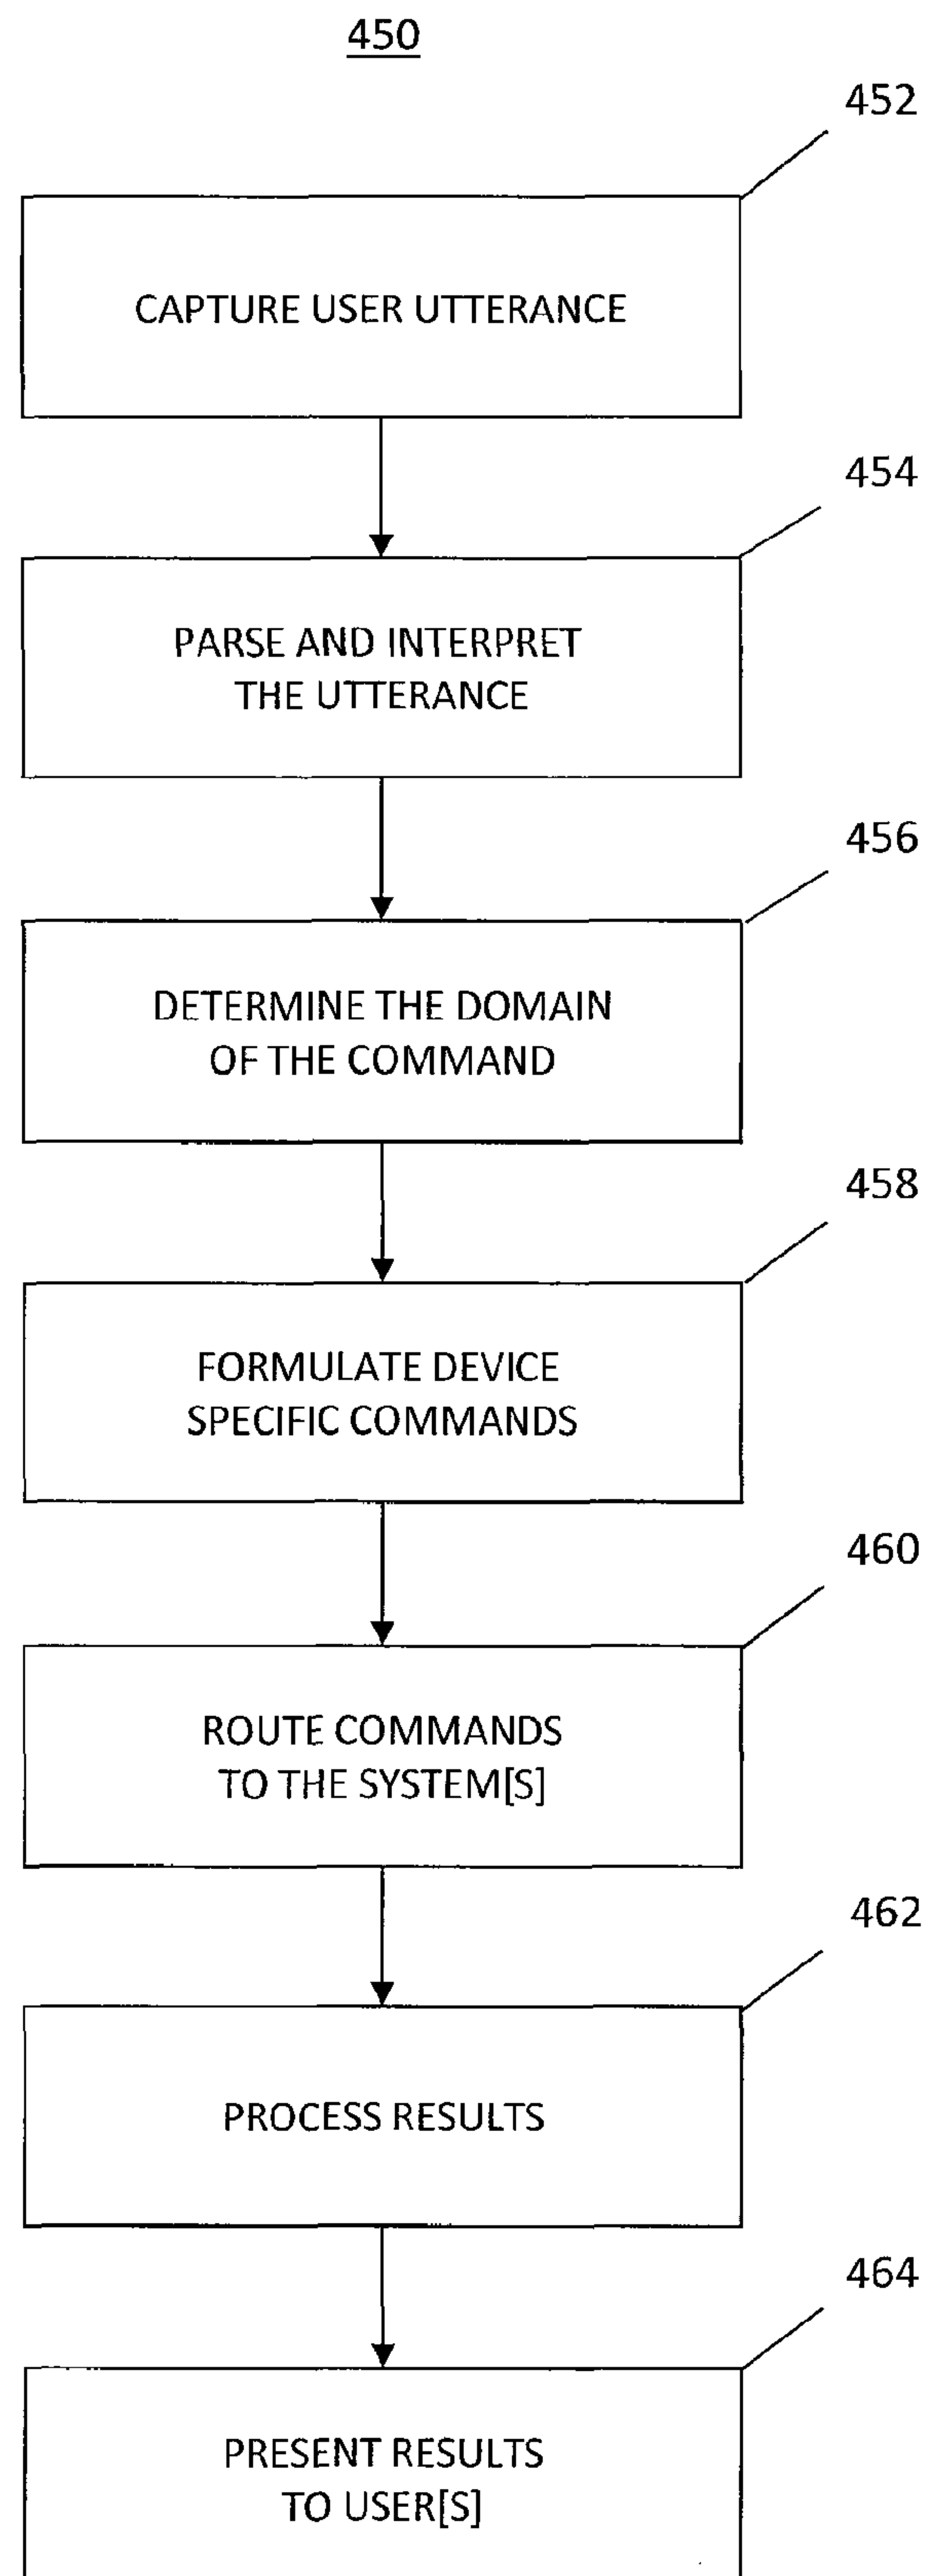 450
452
CAPTURE USER UTTERANCE
454
PARSE AND INTERPRET
THE UTTERANCE
456
DETERMINE THE DOMAIN
OF THE COMMAND
458
FORMULATE DEVICE
SPECIFIC COMMANDS
460
ROUTE COMMANDS
TO THE SYSTEM[S]
462
PROCESS RESULTS
464
PRESENT RESULTS
TO USER[S]